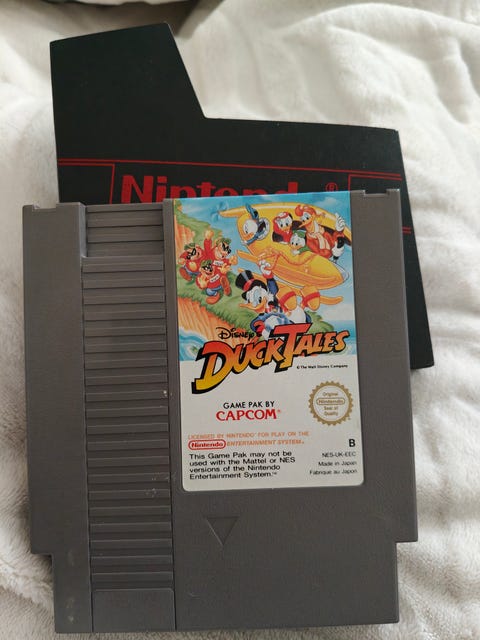 Nintendo®
Disney's
DUCKTALES
© The Walt Disney Company
GAME PAK BY
CAPCOM®
Original
Nintendo
Seal of
Quality
LICENSED BY NINTENDO® FOR PLAY ON THE
Nintendo ENTERTAINMENT SYSTEM™
This Game Pak may not be
used with the Mattel or NES
versions of the Nintendo
Entertainment System.™
B
NES-UK-EEC
Made in Japan
Fabriqué au Japon